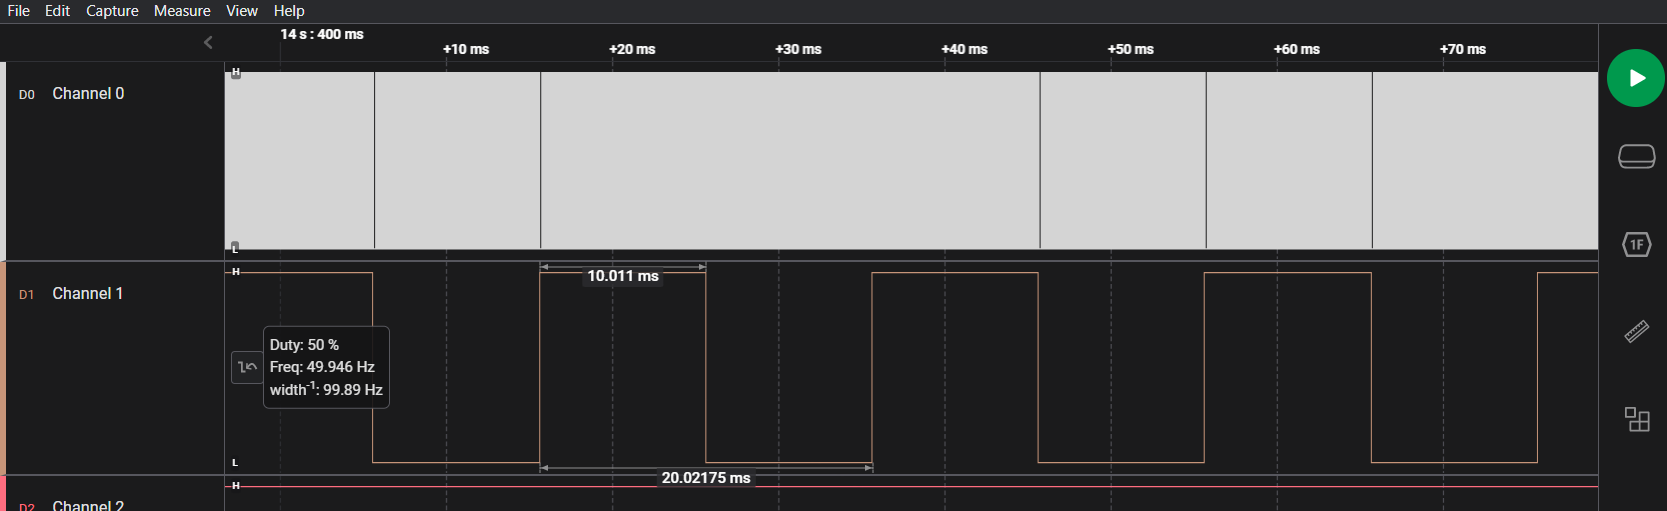 File Edit Capture Measure View Help
14 s : 400 ms
+10 ms +20 ms +30 ms +40 ms +50 ms +60 ms +70 ms
H
D0 Channel 0
L
H
10.011 ms
D1 Channel 1
Duty: 50 %
Freq: 49.946 Hz
width-1: 99.89 Hz
1F
L
20.02175 ms
H
D2 Channel 2